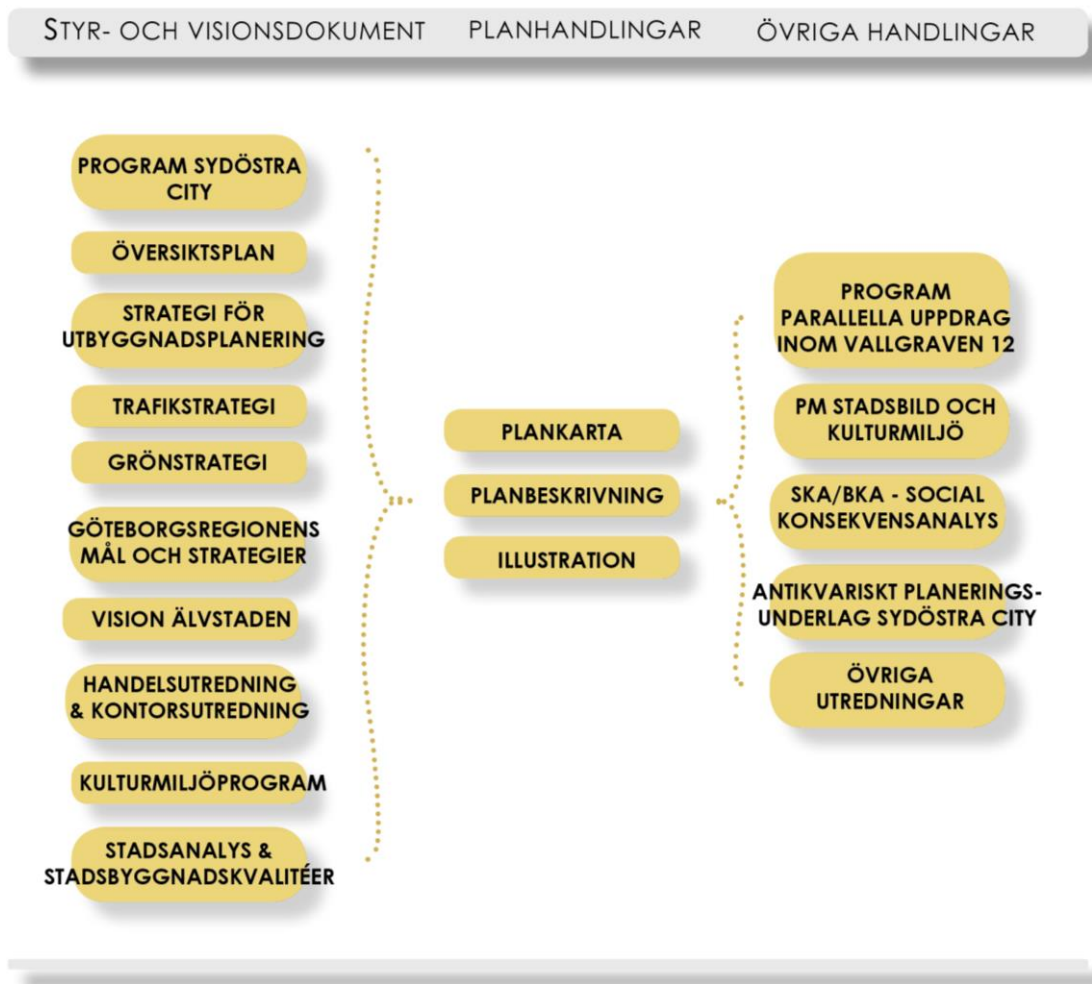 STYR- OCH VISIONSDOKUMENT
PLANHANDLINGAR
ÖVRIGA HANDLINGAR
PROGRAM SYDÖSTRA
CITY
ÖVERSIKTSPLAN
STRATEGI FÖR
UTBYGGNADSPLANERING
TRAFIKSTRATEGI
GRÖNSTRATEGI
GÖTEBORGSREGIONENS
MÅL OCH STRATEGIER
VISION ÄLVSTADEN
HANDELSUTREDNING
& KONTORSUTREDNING
KULTURMILJÖPROGRAM
STADSANALYS &
STADSBYGGNADSKVALITÉER
PLANKARTA
PLANBESKRIVNING
ILLUSTRATION
PROGRAM
PARALLELLA UPPDRAG
INOM VALLGRAVEN 12
PM STADSBILD OCH
KULTURMILJÖ
SKA/BKA - SOCIAL
KONSEKVENSANALYS
ANTIKVARISKT PLANERINGS-
UNDERLAG SYDÖSTRA CITY
ÖVRIGA
UTREDNINGAR